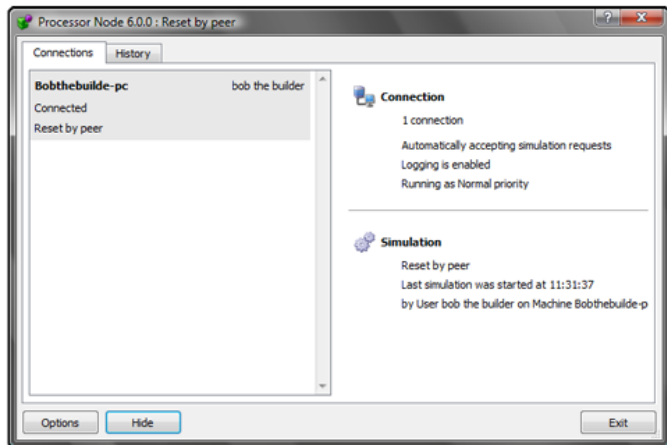 Processor Node 6.0.0 : Reset by peer
Connections History
Bobthebuilde-pc bob the builder
Connected
Reset by peer
Connection
1 connection
Automatically accepting simulation requests
Logging is enabled
Running as Normal priority
Simulation
Reset by peer
Last simulation was started at 11:31:37
by User bob the builder on Machine Bobthebuilde-p
Options Hide Exit